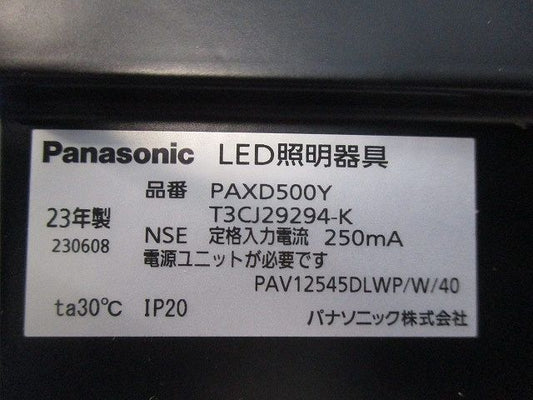 Panasonic LED照明器具
品番 PAXD500Y
T3CJ29294-K
23年製
230608
NSE 定格入力電流 250mA
電源ユニットが必要です
PAV12545DLWP/W/40
ta30℃ IP20
パナソニック株式会社